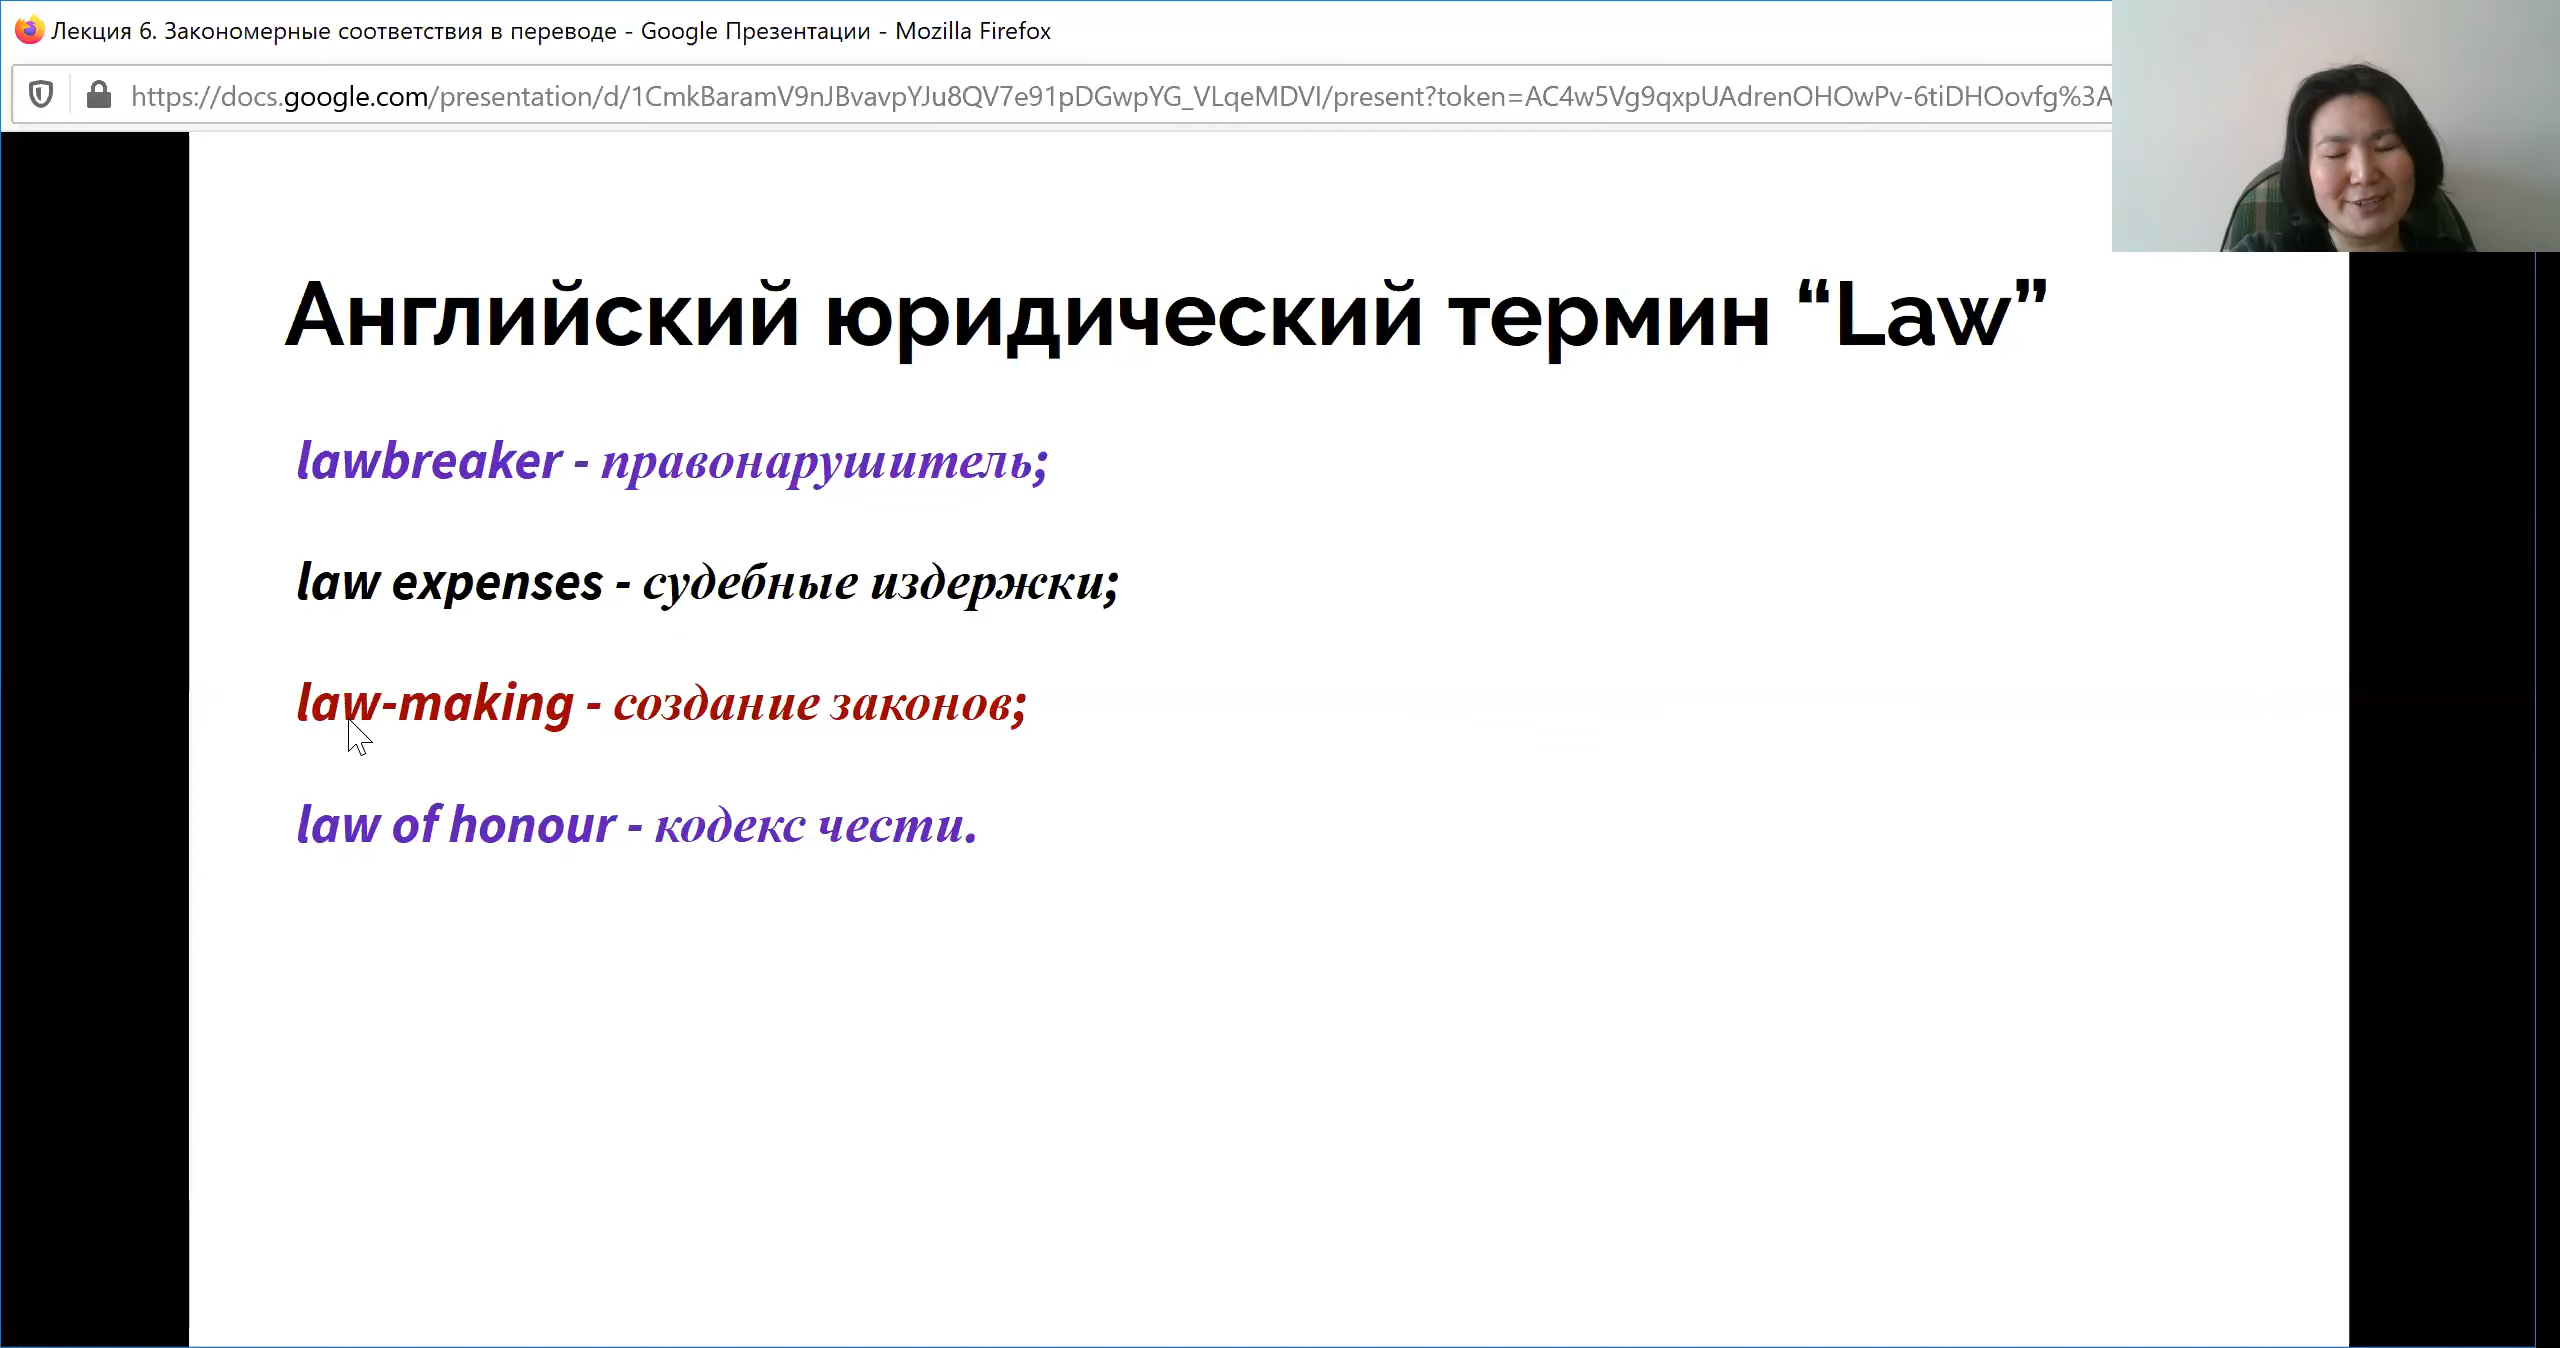 Лекция 6. Закономерные соответствия в переводе - Google Презентации - Mozilla Firefox
https://docs.google.com/presentation/d/1CmkBaramV9nJBvavpYJu8QV7e91pDGwpYG_VLqeMDVI/present?token=AC4w5Vg9qxpUAdrenOHOwPv-6tiDHOovfg%3A
Английский юридический термин “Law”
lawbreaker - правонарушитель;
law expenses - судебные издержки;
law-making - создание законов;
law of honour - кодекс чести.